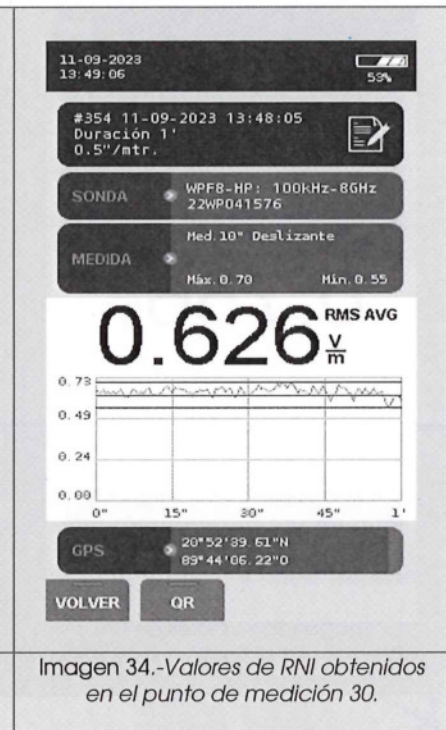 11-09-2023
13:49:06
53%
#354 11-09-2023 13:48:05
Duración 1'
0.5"/mtr.
SONDA
WPF8-HP: 100kHz-8GHz
22WP041576
MEDIDA
Med.10" Deslizante
Máx.0.70 Min.0.55
0.626 RMS AVG
V
m
0.73
0.49
0.24
0.00
0" 15" 30" 45" 1'
GPS
20°52'89.61"N
89°44'06.22"O
VOLVER QR
Imagen 34.-Valores de RNI obtenidos
en el punto de medición 30.